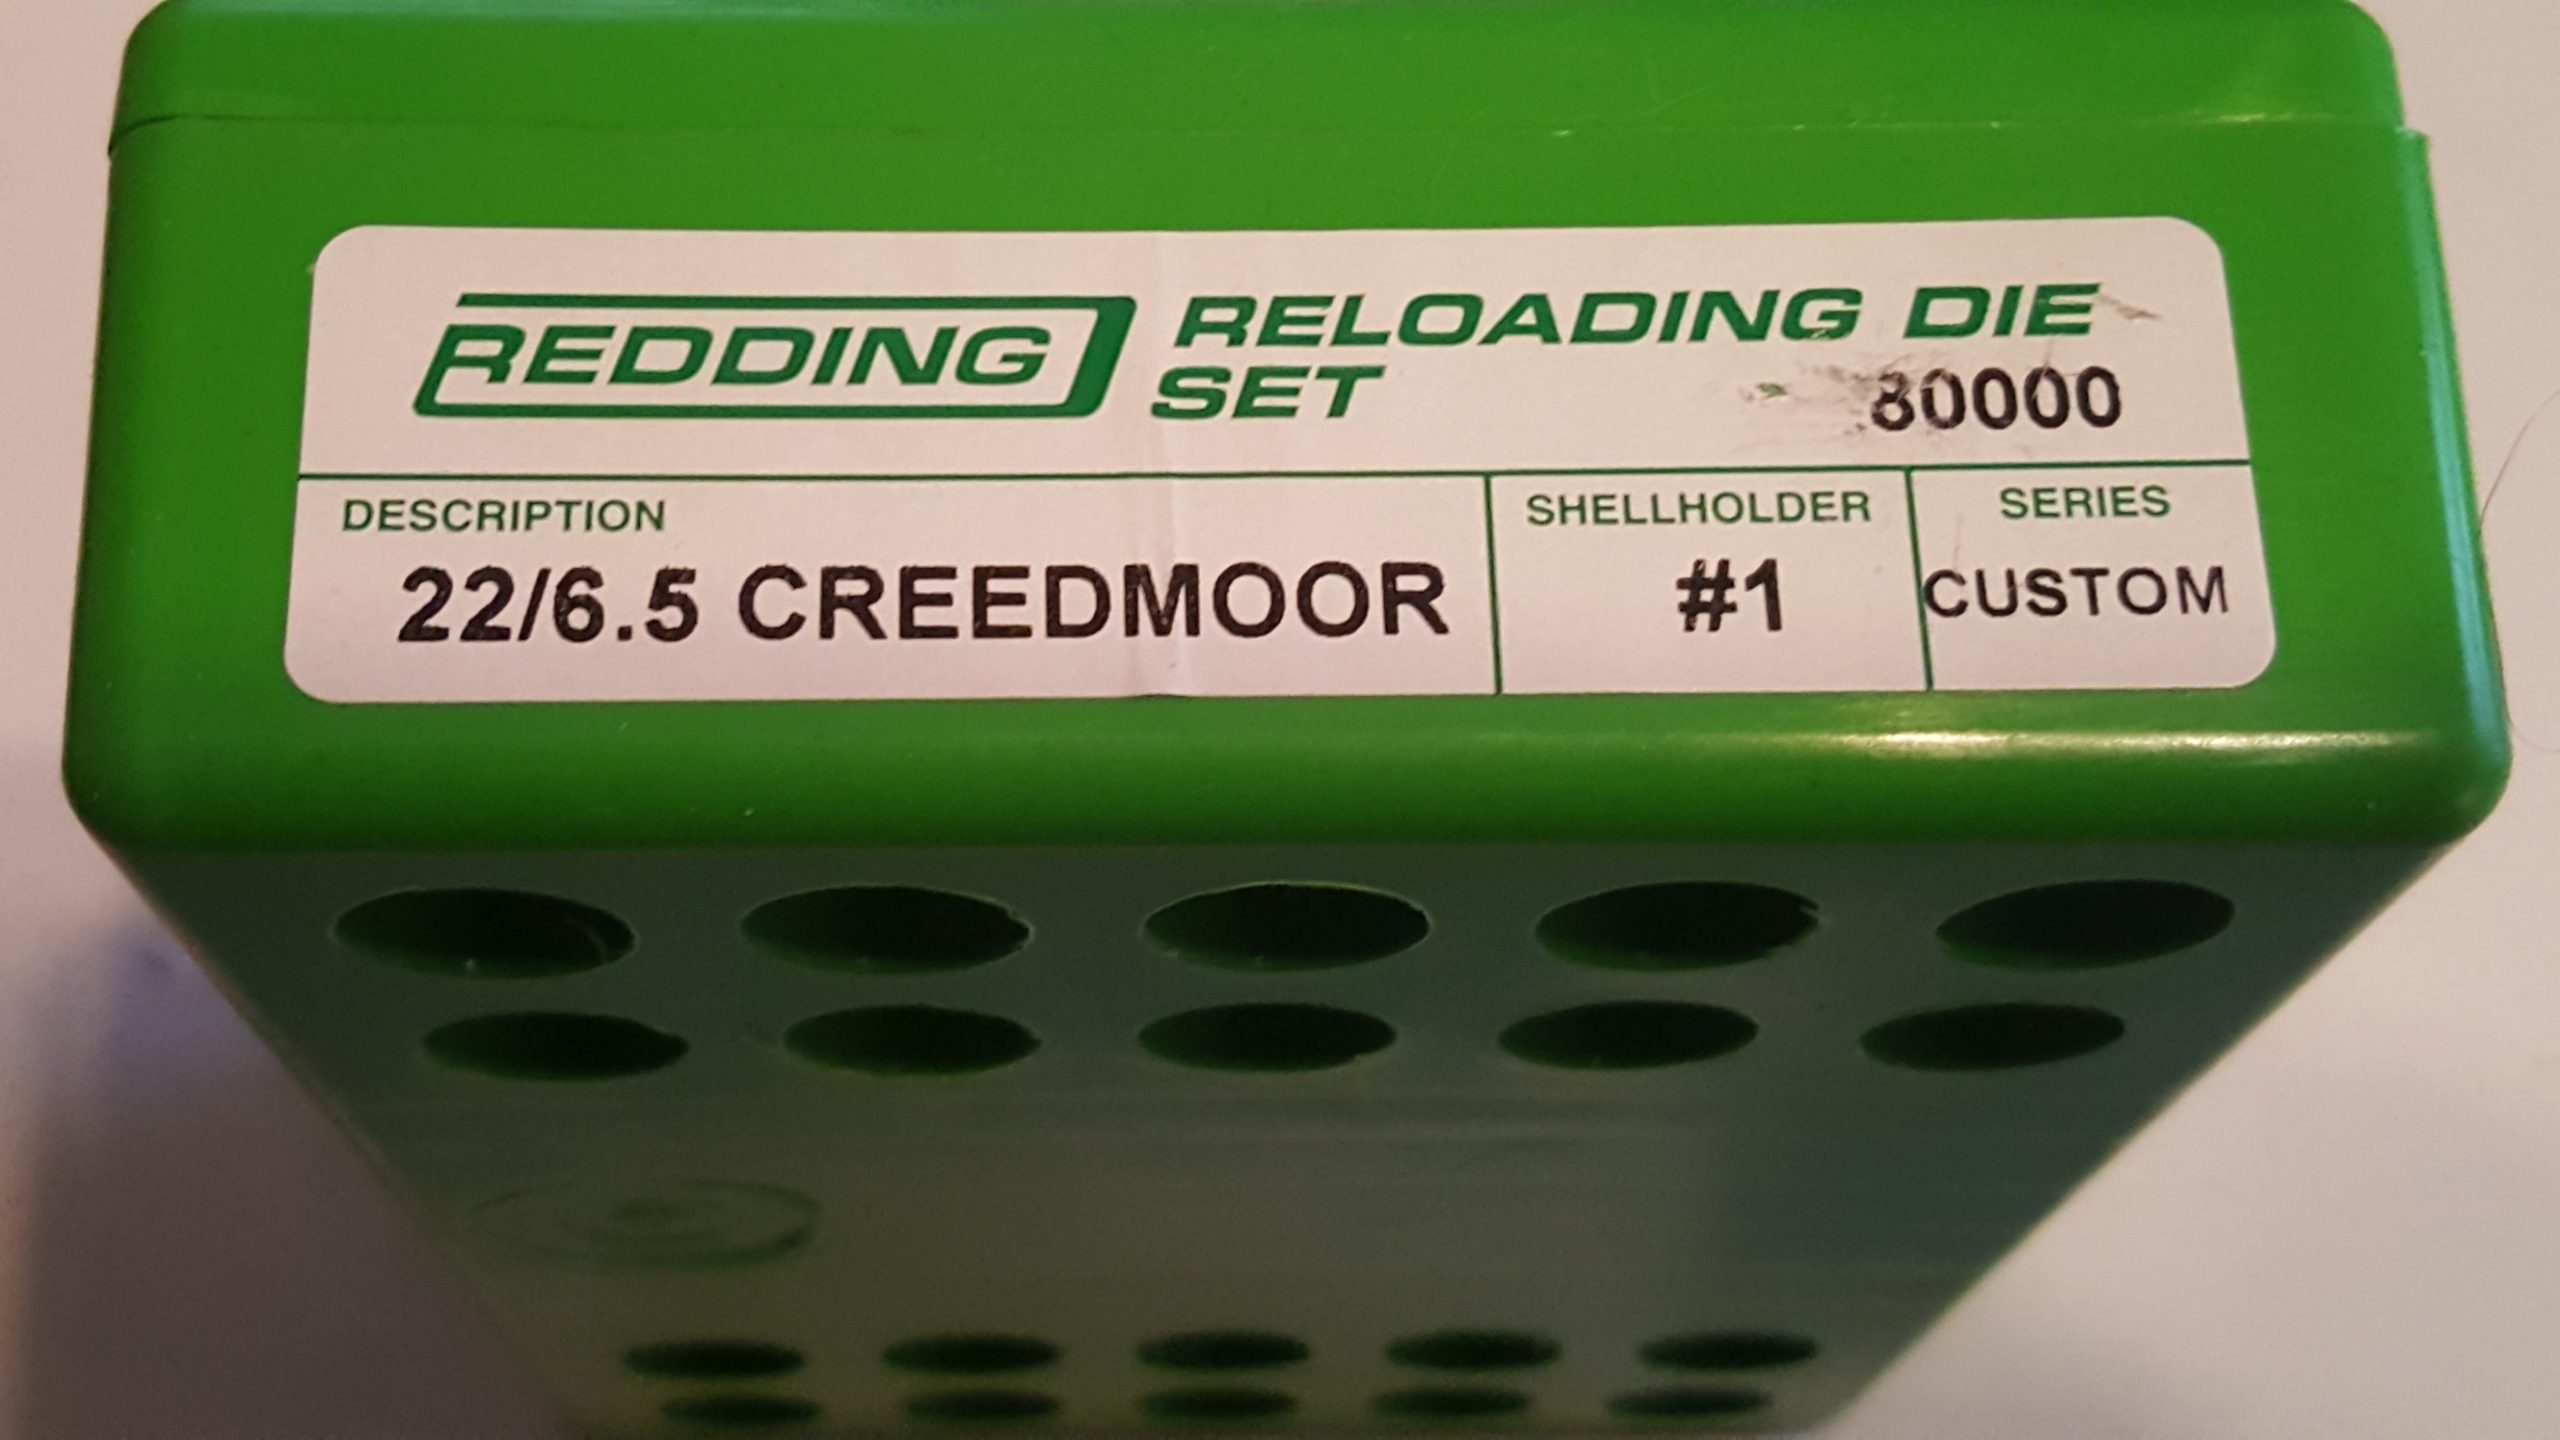 REDDING RELOADING DIE
SET
80000
DESCRIPTION SHELLHOLDER SERIES
22/6.5 CREEDMOOR #1 CUSTOM